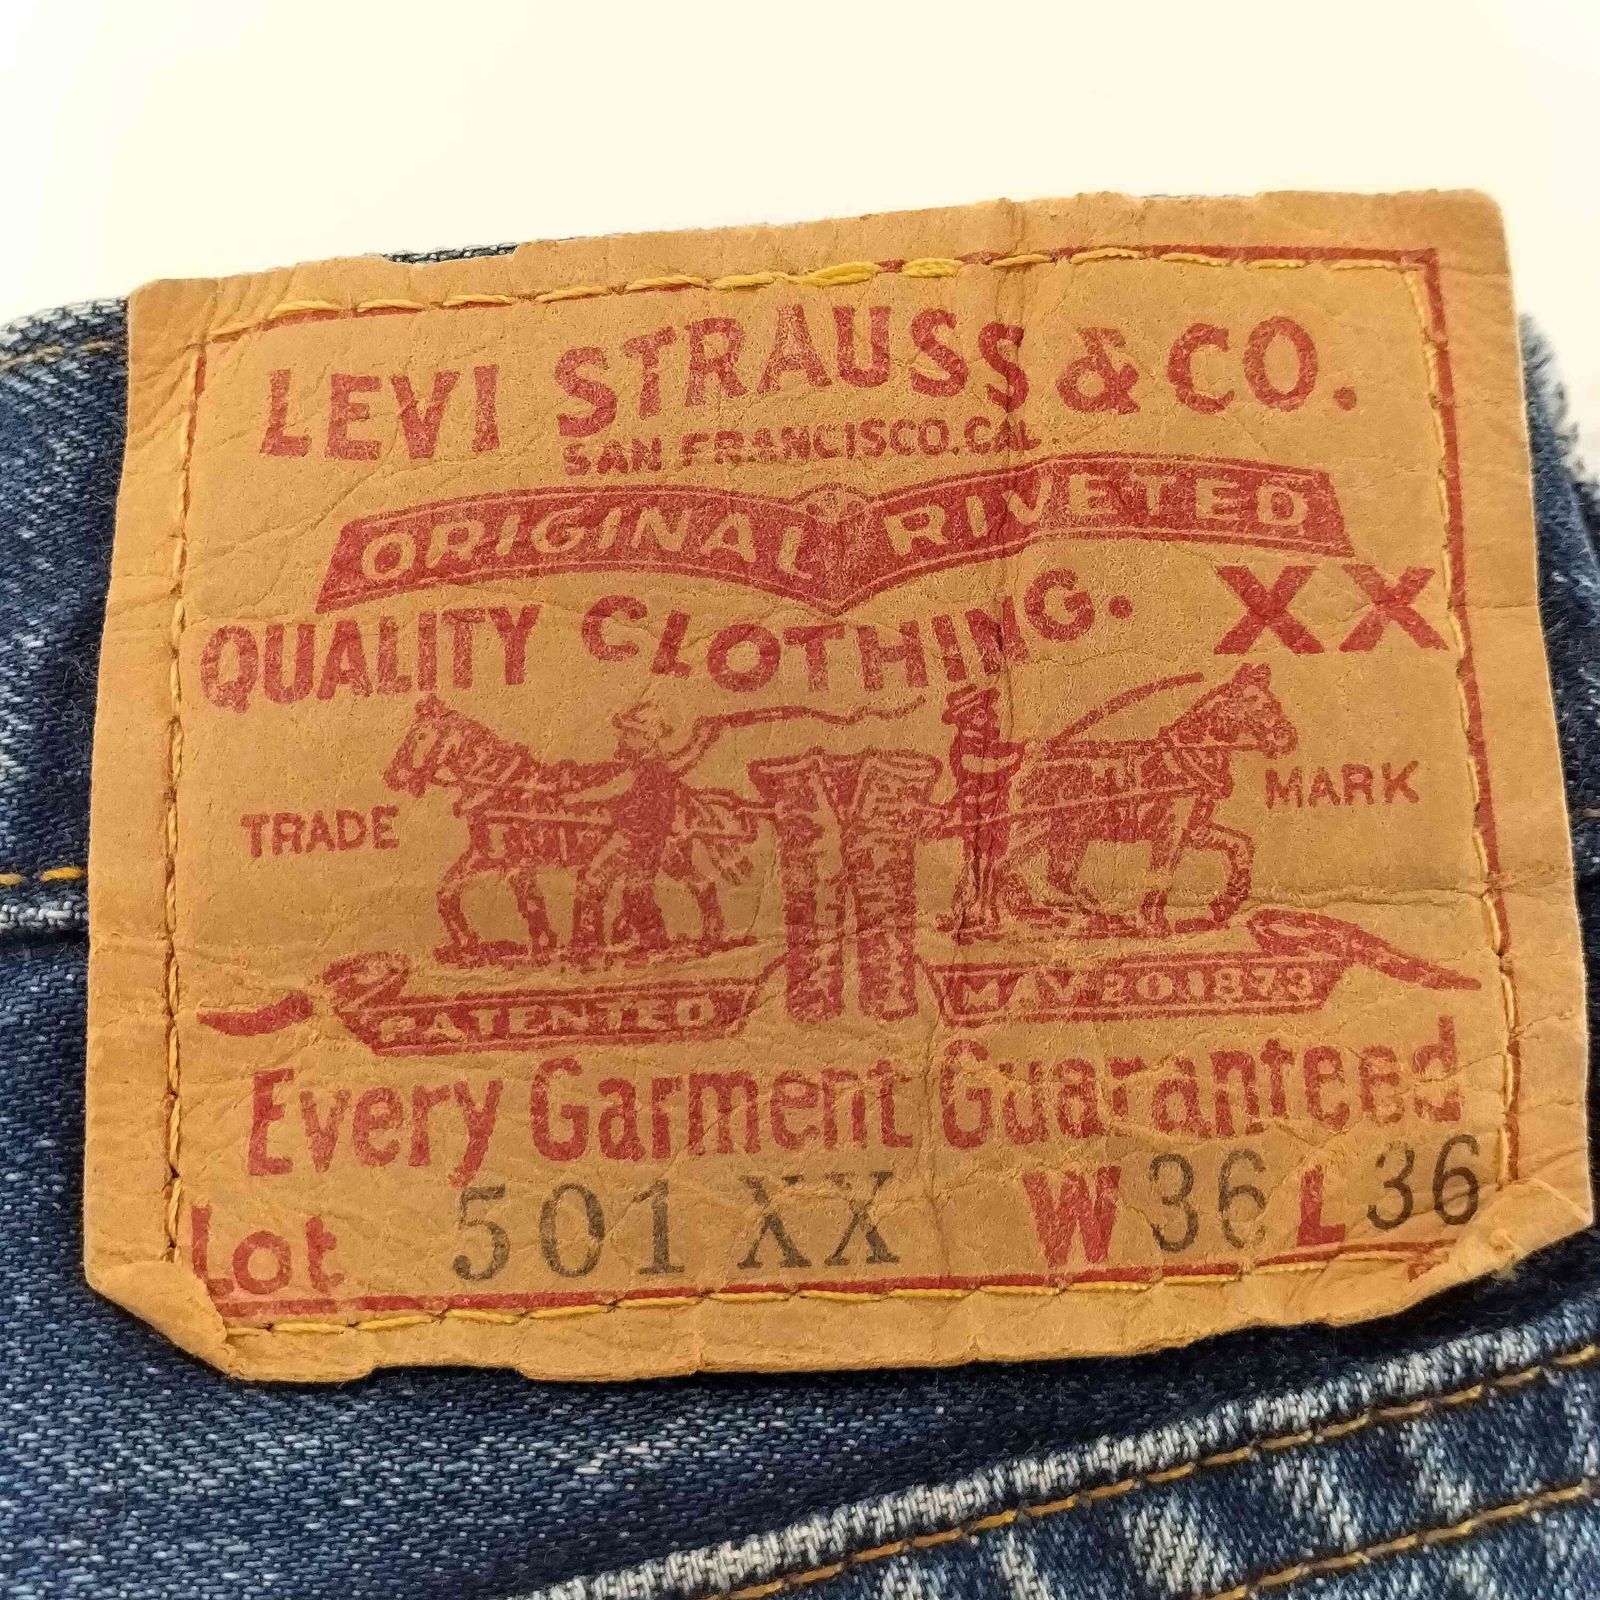 LEVI STRAUSS & CO.
SAN FRANCISCO.CAL.
ORIGINAL RIVETED
QUALITY CLOTHING. XX
TRADE MARK
PATENTED MAY 20.1873
Every Garment Guaranteed
Lot 501 XX W 36 L 36